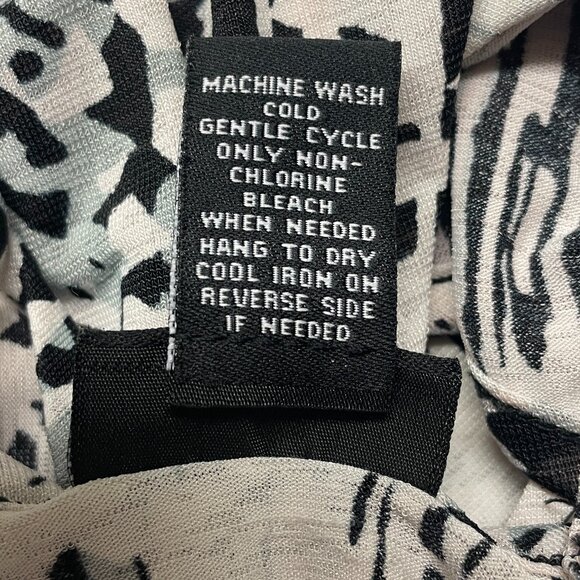 MACHINE WASH
COLD
GENTLE CYCLE
ONLY NON-
CHLORINE
BLEACH
WHEN NEEDED
HANG TO DRY
COOL IRON ON
REVERSE SIDE
IF NEEDED